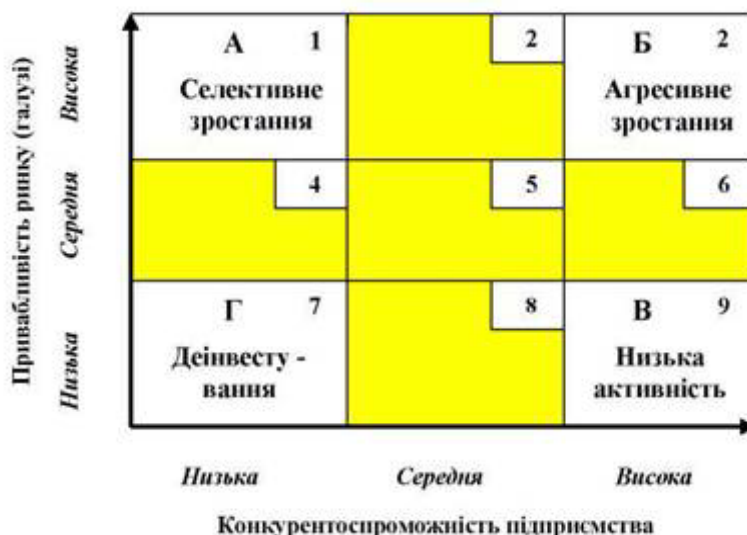 Привабливість ринку (галузі)
Висока
Середня
Низька
А 1
Селективне
зростання
2
Б 2
Агресивне
зростання
4
5
6
Г 7
Деінвесту -
вання
8
В 9
Низька
активність
Низька
Середня
Висока
Конкурентоспроможність підприємства